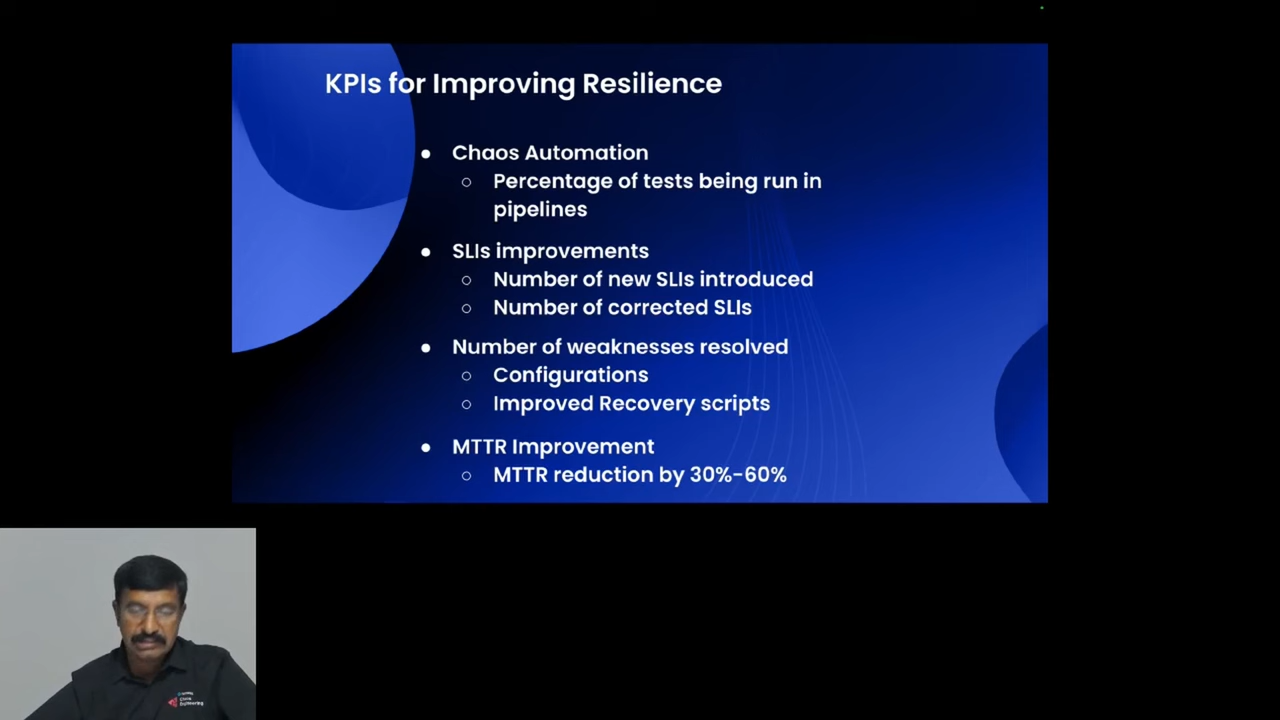 KPIs for Improving Resilience
● Chaos Automation
○ Percentage of tests being run in
pipelines
● SLIs improvements
○ Number of new SLIs introduced
○ Number of corrected SLIs
● Number of weaknesses resolved
○ Configurations
○ Improved Recovery scripts
● MTTR Improvement
○ MTTR reduction by 30%-60%
Chaos
Engineering